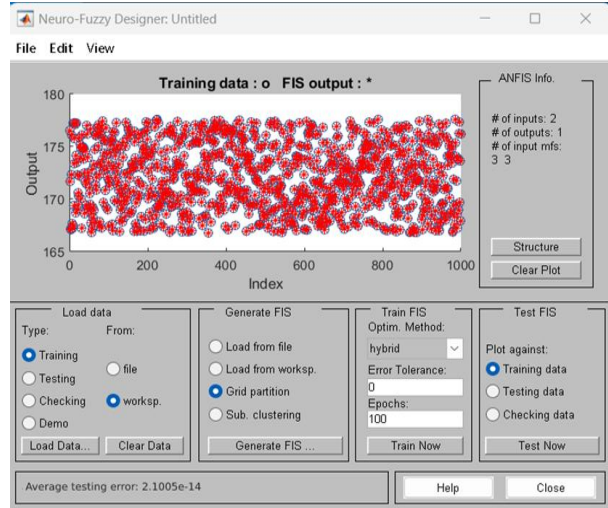 Neuro-Fuzzy Designer: Untitled
File Edit View
Training data : o FIS output : *
180
175
170
165
Output
0 200 400 600 800 1000
Index
ANFIS Info.
# of inputs: 2
# of outputs: 1
# of input mfs:
3 3
Structure
Clear Plot
Load data
Type: From:
Training
Testing
Checking
Demo
file
worksp.
Load Data... Clear Data
Generate FIS
Load from file
Load from worksp.
Grid partition
Sub. clustering
Generate FIS ...
Train FIS
Optim. Method:
hybrid
Error Tolerance:
0
Epochs:
100
Train Now
Test FIS
Plot against:
Training data
Testing data
Checking data
Test Now
Average testing error: 2.1005e-14
Help Close